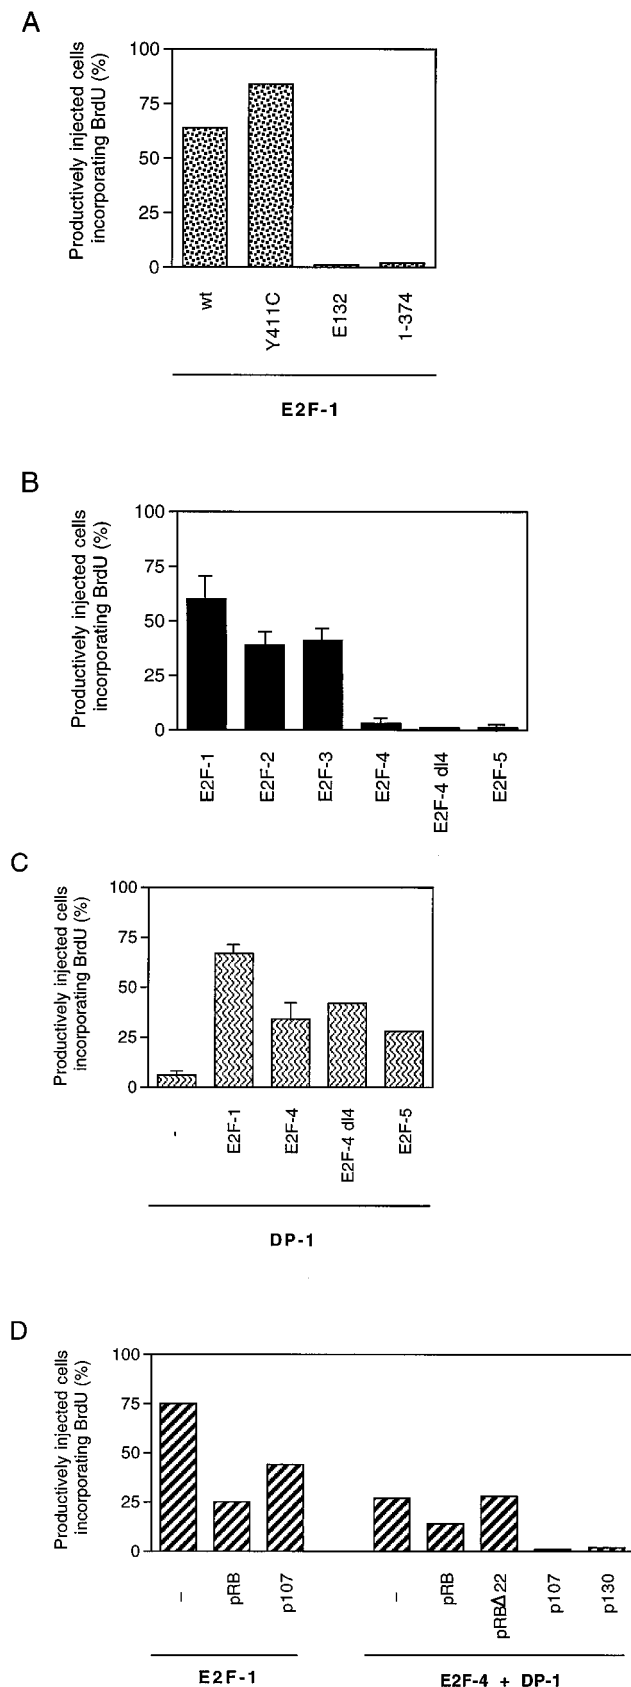 A
Productively injected cells
incorporating BrdU (%)
100
75
50
25
0
wt
Y411C
E132
1-374
E2F-1
B
Productively injected cells
incorporating BrdU (%)
100
75
50
25
0
E2F-1
E2F-2
E2F-3
E2F-4
E2F-4 dl4
E2F-5
C
Productively injected cells
incorporating BrdU (%)
100
75
50
25
0
-
E2F-1
E2F-4
E2F-4 dl4
E2F-5
DP-1
D
Productively injected cells
incorporating BrdU (%)
100
75
50
25
0
–
pRB
p107
–
pRB
pRBΔ22
p107
p130
E2F-1
E2F-4 + DP-1